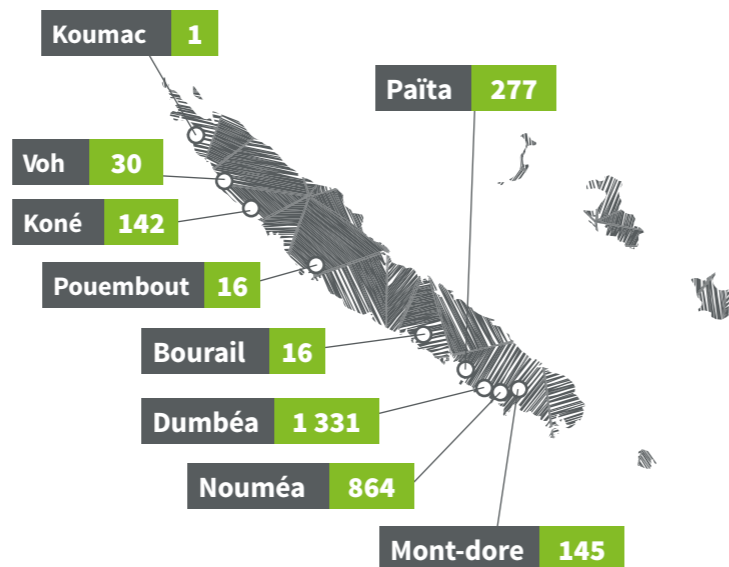 Koumac 1
Païta 277
Voh 30
Koné 142
Pouembout 16
Bourail 16
Dumbéa 1 331
Nouméa 864
Mont-dore 145